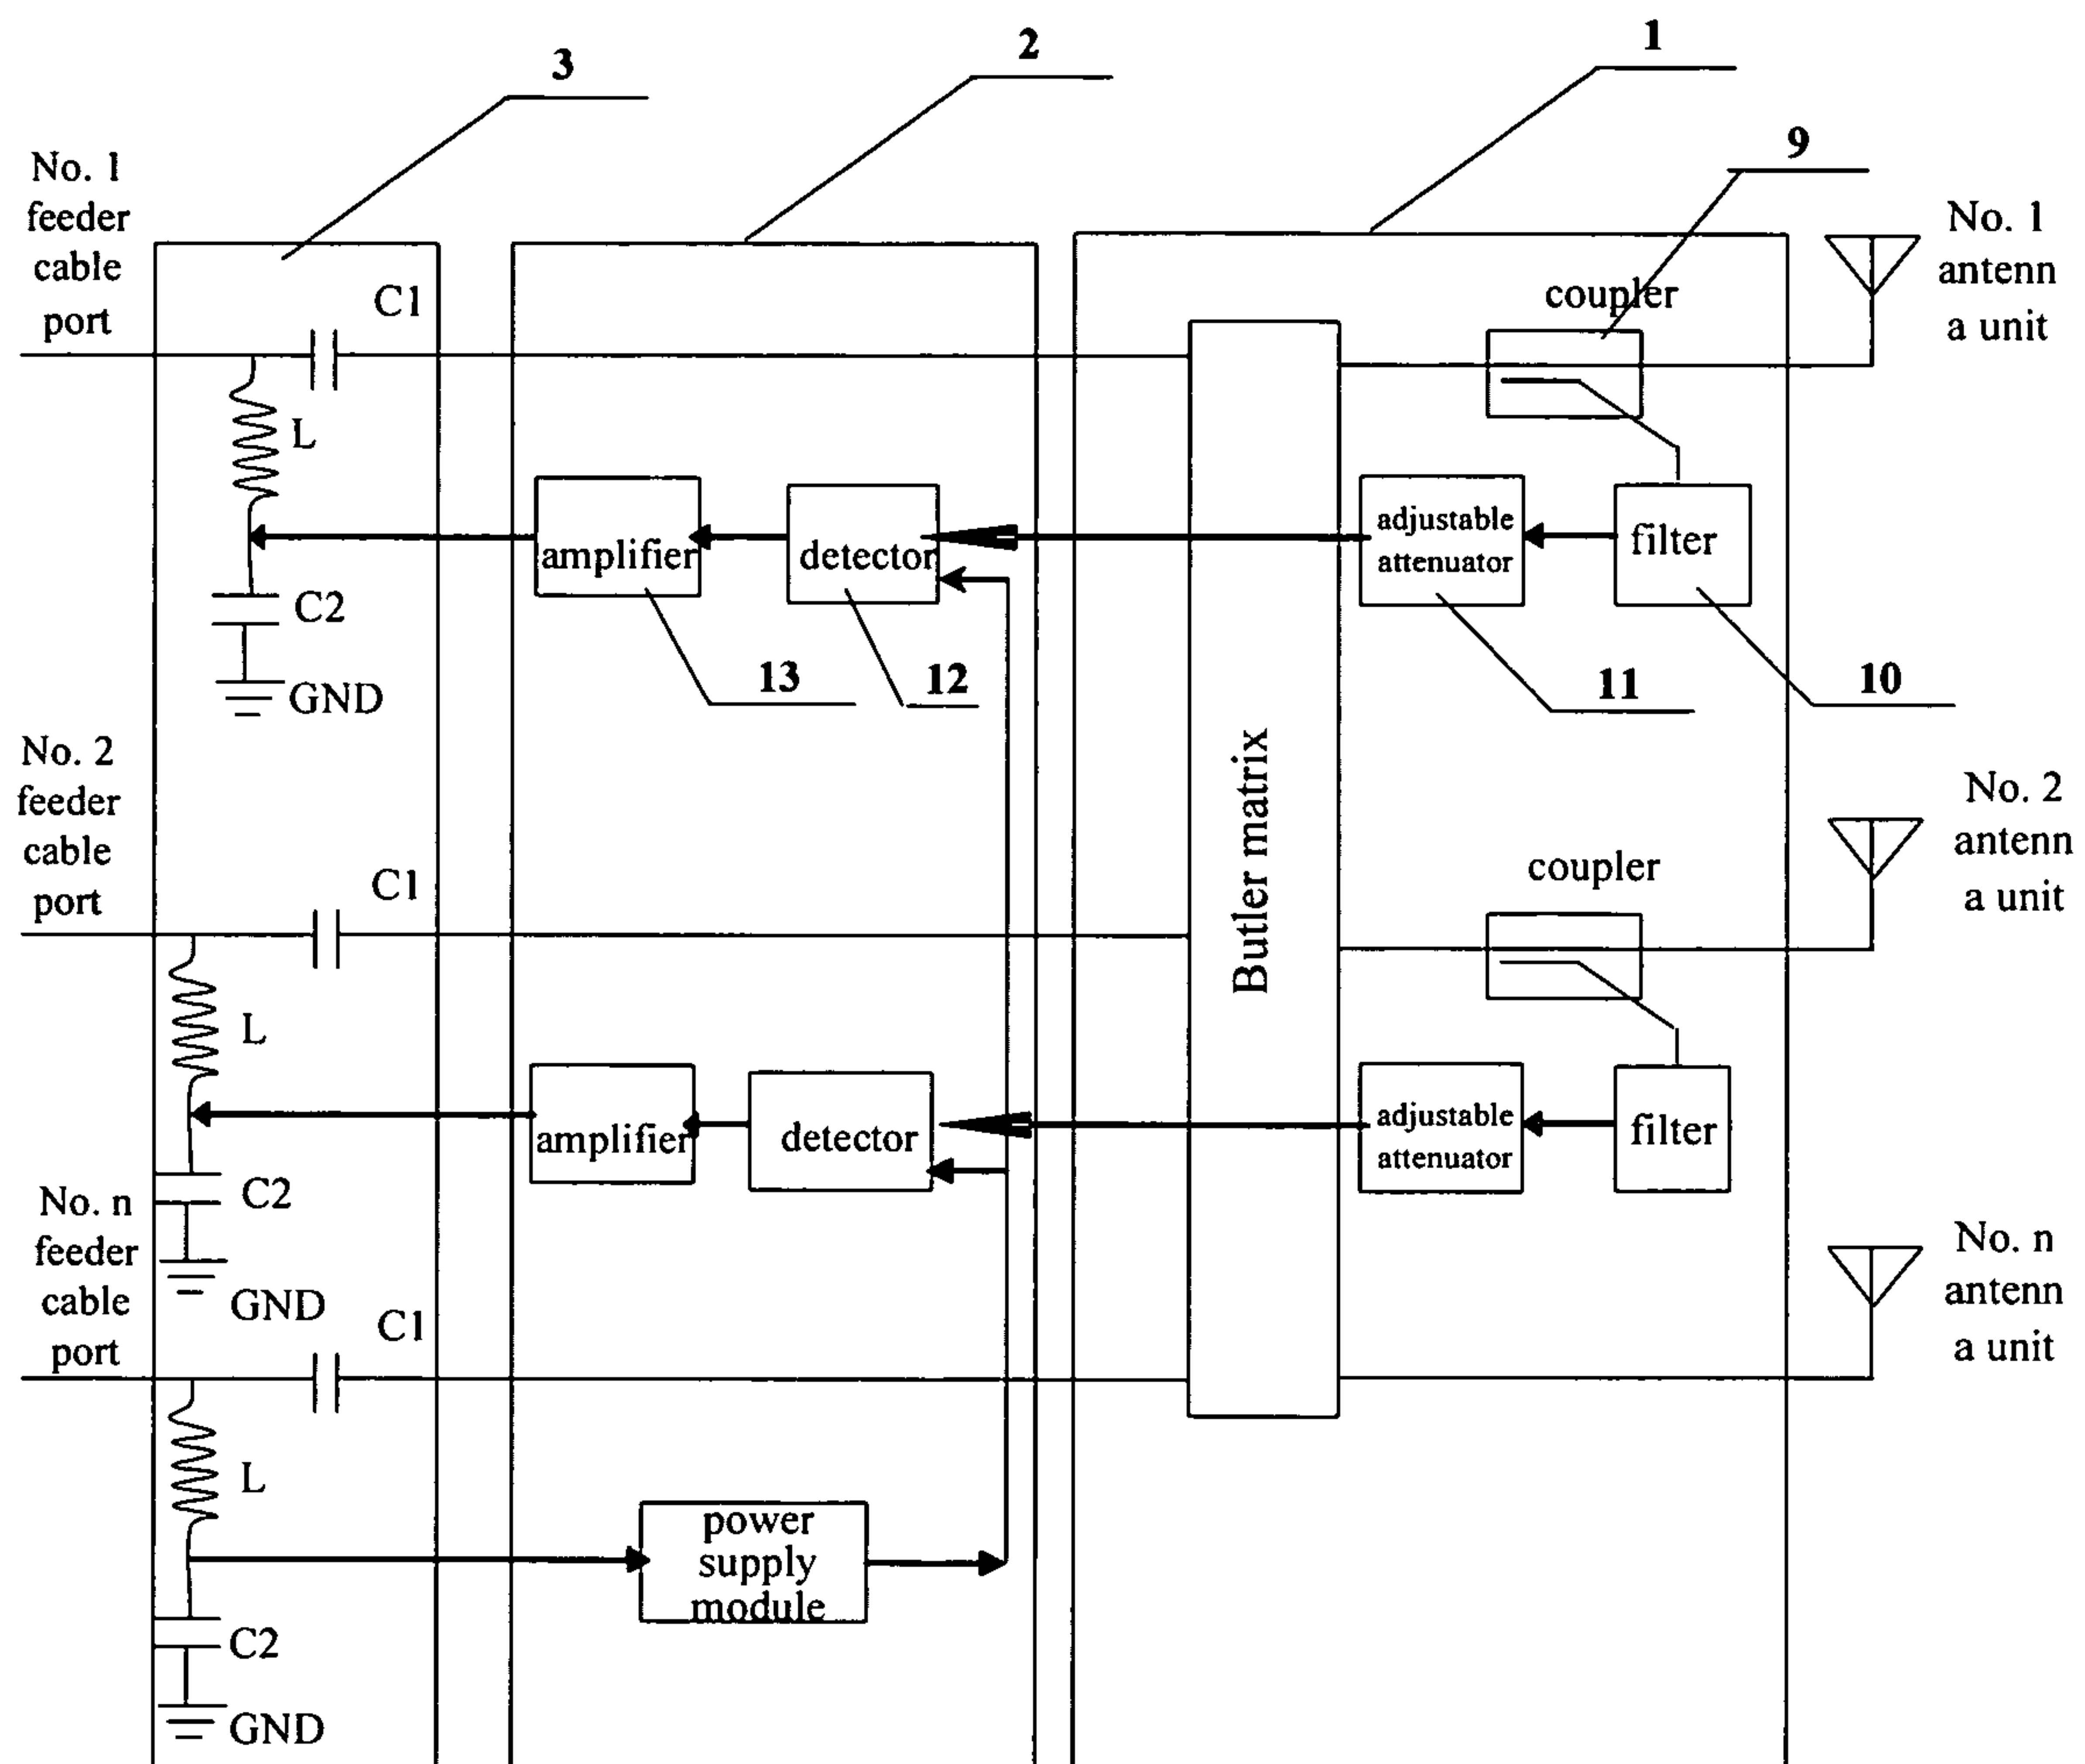 3
2
1
9
No. 1
feeder
cable
port
No. 1
antenn
a unit
C1
coupler
L
amplifier
detector
adjustable
attenuator
filter
C2
GND
13
12
11
10
No. 2
feeder
cable
port
Butler matrix
No. 2
antenn
a unit
C1
coupler
L
amplifier
detector
adjustable
attenuator
filter
C2
GND
No. n
feeder
cable
port
No. n
antenn
a unit
C1
L
power
supply
module
C2
GND